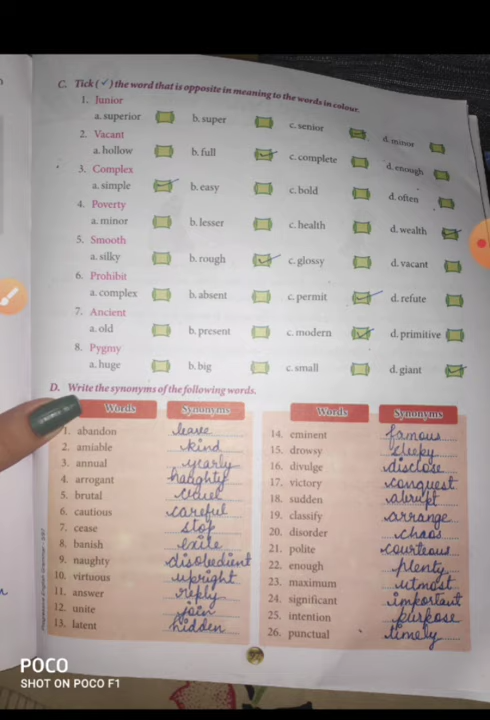 C. Tick (✓) the word that is opposite in meaning to the words in colour.
1. Junior
a. superior b. super c. senior d. minor
2. Vacant
a. hollow b. full c. complete d. enough
3. Complex
a. simple b. easy c. bold d. often
4. Poverty
a. minor b. lesser c. health d. wealth
5. Smooth
a. silky b. rough c. glossy d. vacant
6. Prohibit
a. complex b. absent c. permit d. refute
7. Ancient
a. old b. present c. modern d. primitive
8. Pygmy
a. huge b. big c. small d. giant
D. Write the synonyms of the following words.
Words Synonyms Words Synonyms
1. abandon leave 14. eminent famous
2. amiable kind 15. drowsy sleepy
3. annual yearly 16. divulge disclose
4. arrogant haughty 17. victory conquest
5. brutal cruel 18. sudden abrupt
6. cautious careful 19. classify arrange
7. cease stop 20. disorder chaos
8. banish exile 21. polite courteous
9. naughty disobedient 22. enough plenty
10. virtuous upright 23. maximum utmost
11. answer reply 24. significant important
12. unite join 25. intention purpose
13. latent hidden 26. punctual timely
POCO
SHOT ON POCO F1